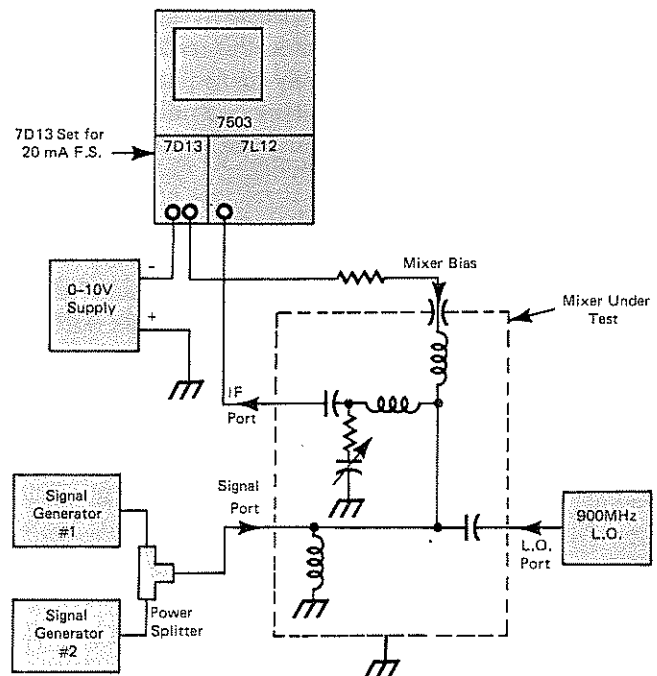 7503
7D13 Set for
20 mA F.S.
7D13
7L12
Mixer Bias
Mixer Under
Test
0–10V
Supply
-
+
IF
Port
Signal
Port
Signal
Generator
#1
Power
Splitter
Signal
Generator
#2
900MHz
L.O.
L.O.
Port